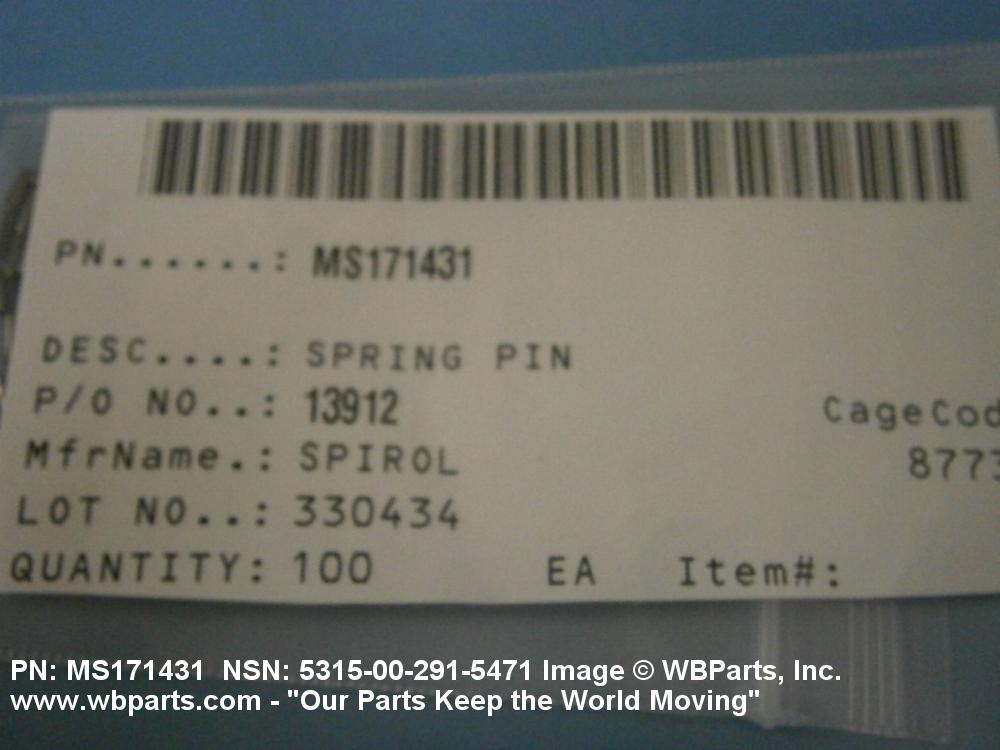 PN......: MS171431
DESC....: SPRING PIN
P/O NO..: 13912
CageCod
MfrName.: SPIROL
8773
LOT NO..: 330434
QUANTITY: 100 EA Item#:
PN: MS171431 NSN: 5315-00-291-5471 Image © WBParts, Inc.
www.wbparts.com - "Our Parts Keep the World Moving"